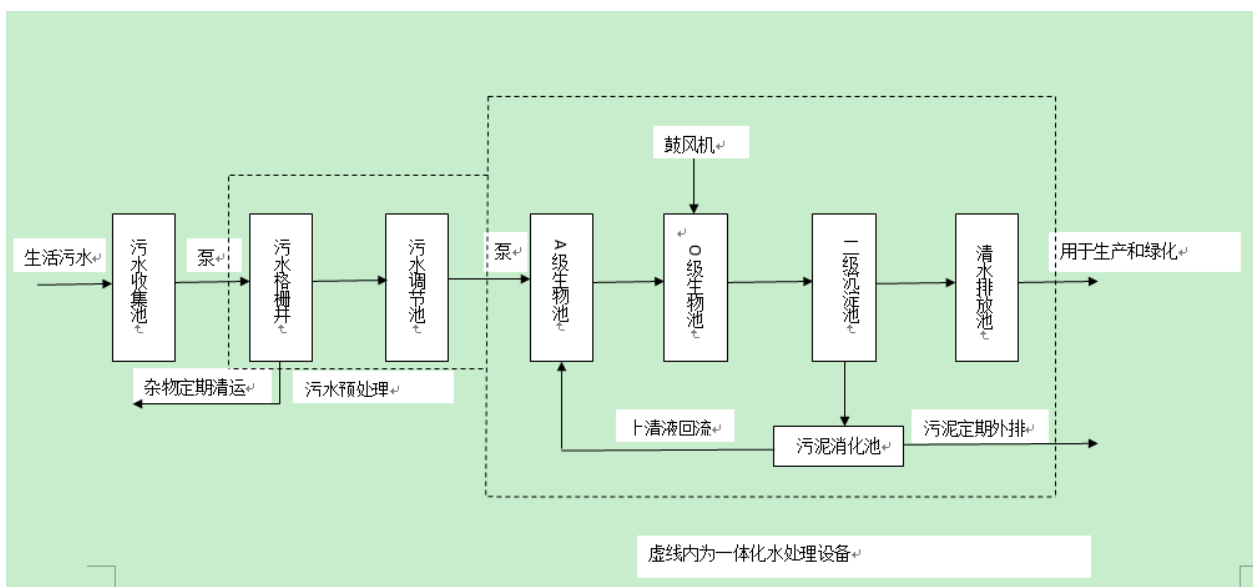 鼓风机
生活污水
污水收集池
泵
污水格栅井
污水调节池
泵
A级生物池
O级生物池
二级沉淀池
清水排放池
用于生产和绿化
杂物定期清运
污水预处理
上清液回流
污泥消化池
污泥定期外排
虚线内为一体化水处理设备